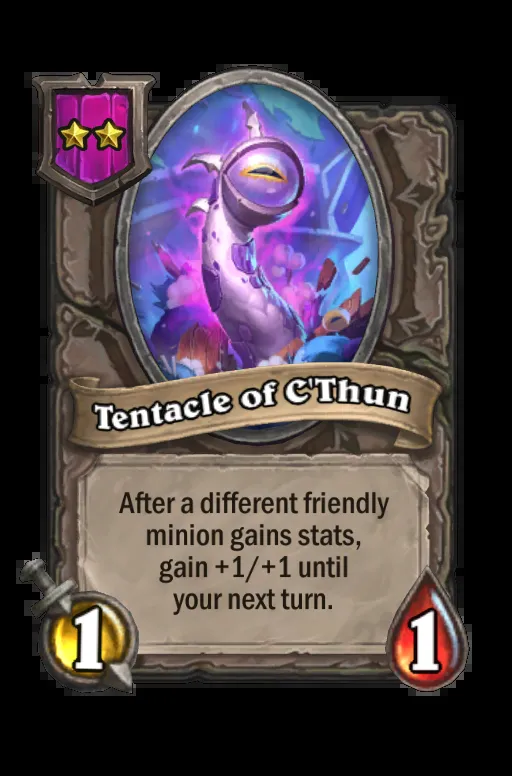 Tentacle of C'Thun
After a different friendly
minion gains stats,
gain +1/+1 until
your next turn.
1
1